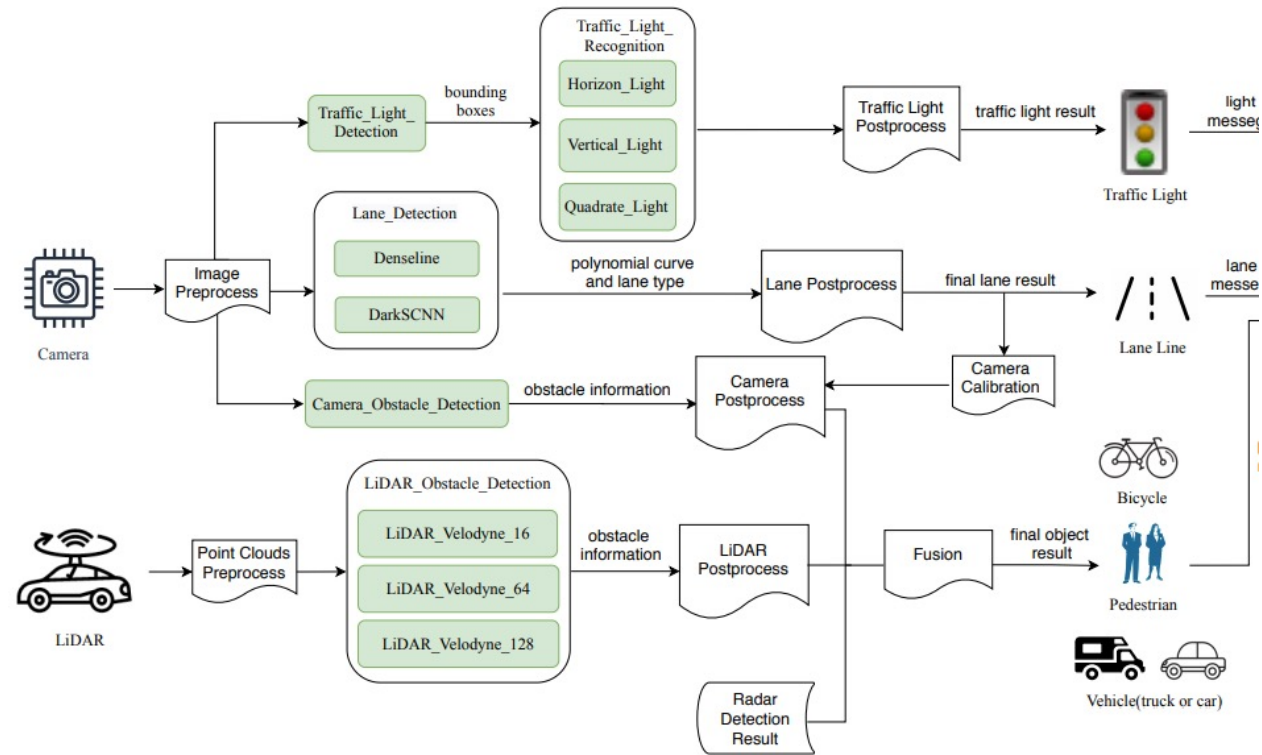 Traffic_Light_
Recognition
Horizon_Light
Vertical_Light
Quadrate_Light
Traffic_Light_
Detection
bounding
boxes
Traffic Light
Postprocess
traffic light result
Traffic Light
light
messeg
Lane_Detection
Denseline
DarkSCNN
Camera
Image
Preprocess
polynomial curve
and lane type
Lane Postprocess
final lane result
Lane Line
lane
messe
Camera
Calibration
Camera_Obstacle_Detection
obstacle information
Camera
Postprocess
Bicycle
LiDAR_Obstacle_Detection
LiDAR_Velodyne_16
LiDAR_Velodyne_64
LiDAR_Velodyne_128
LiDAR
Point Clouds
Preprocess
obstacle
information
LiDAR
Postprocess
Fusion
final object
result
Pedestrian
Vehicle(truck or car)
Radar
Detection
Result